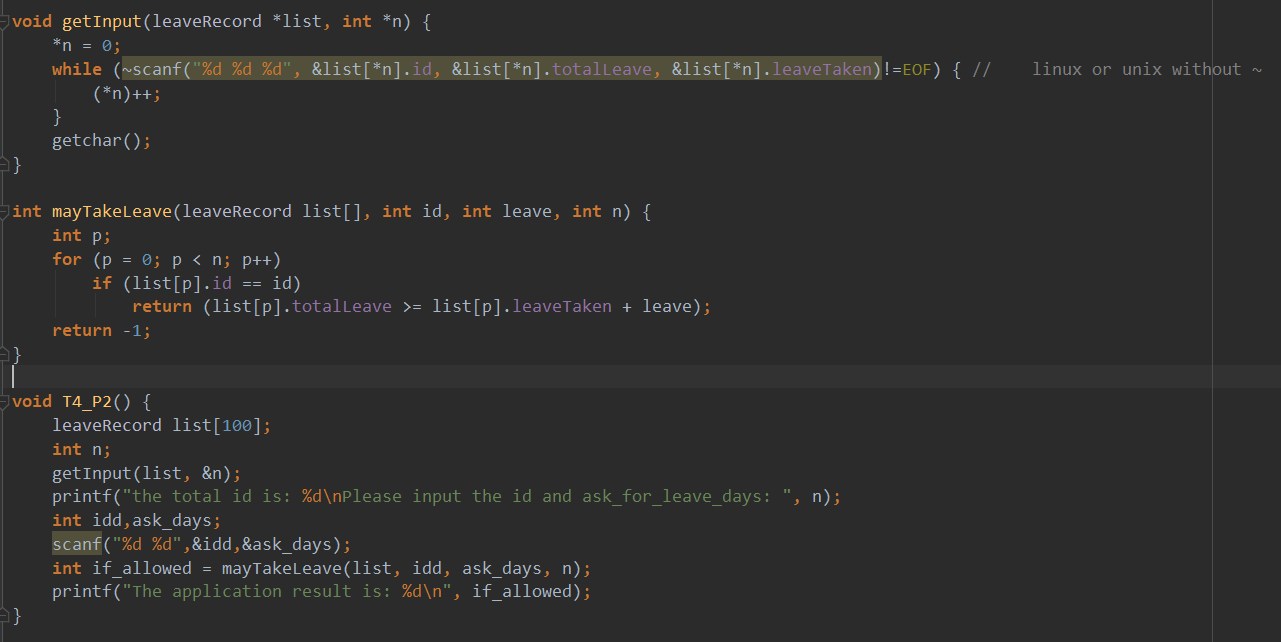 void getInput(leaveRecord *list, int *n) {
    *n = 0;
    while (~scanf("%d %d %d", &list[*n].id, &list[*n].totalLeave, &list[*n].leaveTaken)!=EOF) { //    linux or unix without ~
        (*n)++;
    }
    getchar();
}
int mayTakeLeave(leaveRecord list[], int id, int leave, int n) {
    int p;
    for (p = 0; p < n; p++)
        if (list[p].id == id)
            return (list[p].totalLeave >= list[p].leaveTaken + leave);
    return -1;
}
void T4_P2() {
    leaveRecord list[100];
    int n;
    getInput(list, &n);
    printf("the total id is: %d\nPlease input the id and ask_for_leave_days: ", n);
    int idd,ask_days;
    scanf("%d %d",&idd,&ask_days);
    int if_allowed = mayTakeLeave(list, idd, ask_days, n);
    printf("The application result is: %d\n", if_allowed);
}